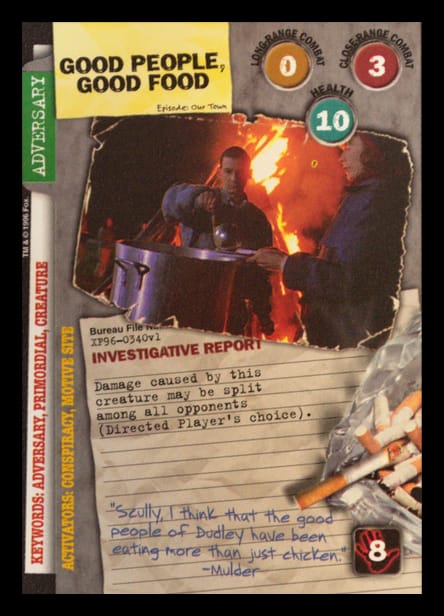 GOOD PEOPLE,
GOOD FOOD
Episode: Our Town
LONG-RANGE COMBAT
0
CLOSE-RANGE COMBAT
3
HEALTH
10
ADVERSARY
TM & © 1996 Fox.
KEYWORDS: ADVERSARY, PRIMORDIAL, CREATURE
ACTIVATORS: CONSPIRACY, MOTIVE SITE
Bureau File
XF96-0340v1
INVESTIGATIVE REPORT
Damage caused by this
creature may be split
among all opponents
(Directed Player's choice).
"Scully, I think that the good
people of Dudley have been
eating more than just chicken."
-Mulder
8